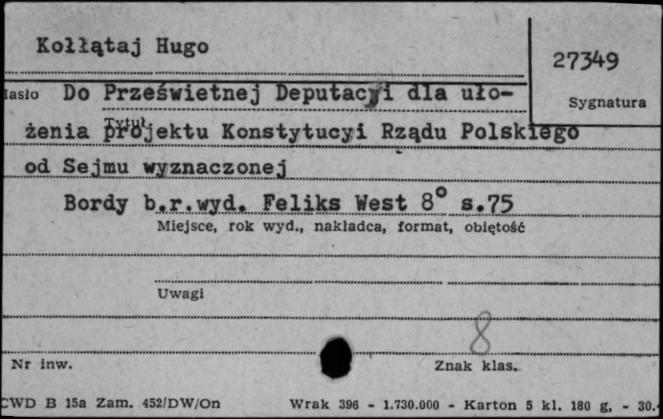 Kołłątaj Hugo
27349
Sygnatura
Hasło Do Prześwietnej Deputacyi dla uło-
Tytuł
żenia projektu Konstytucyi Rządu Polskiego
od Sejmu wyznaczonej
Bordy b.r.wyd. Feliks West 8° s.75
Miejsce, rok wyd., nakładca, format, objętość
Uwagi
8
Nr inw.
Znak klas.
CWD B 15a Zam. 452/DW/On Wrak 396 - 1.730.000 - Karton 5 kl. 180 g, - 30.